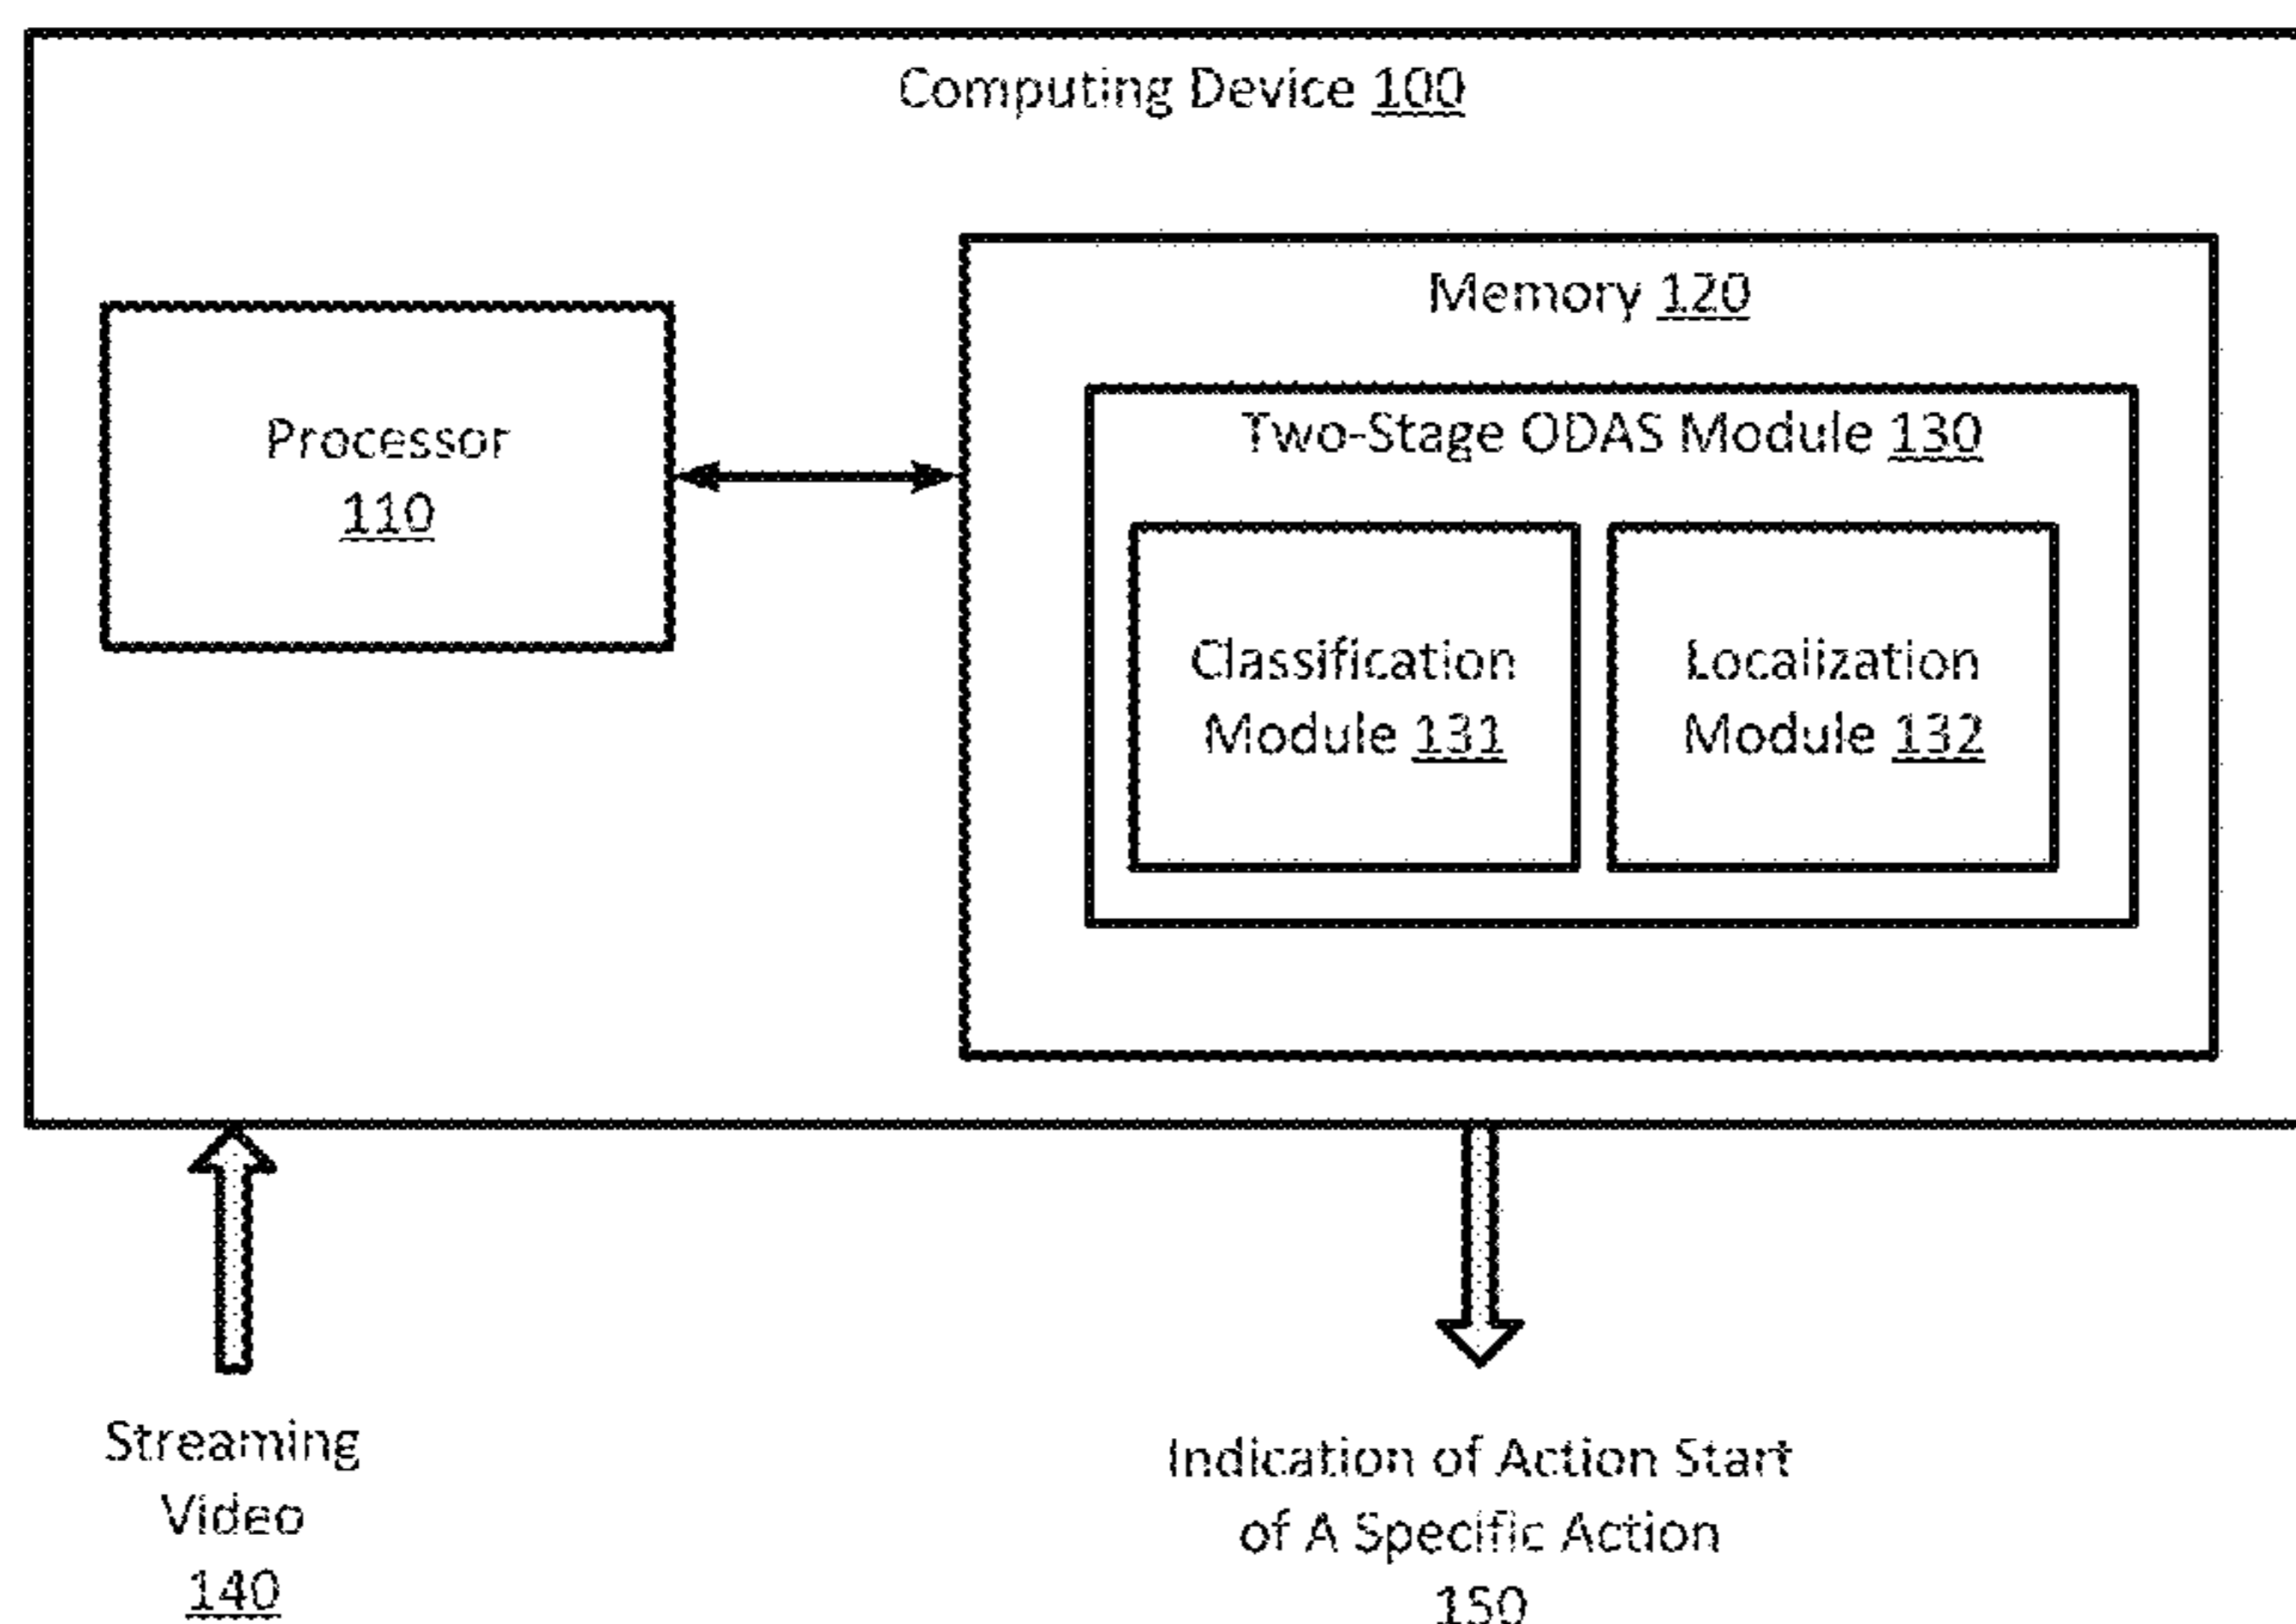 Computing Device 100
Memory 120
Processor
110
Two-Stage ODAS Module 130
Classification
Module 131
Localization
Module 132
Streaming
Video
140
Indication of Action Start
of A Specific Action
150